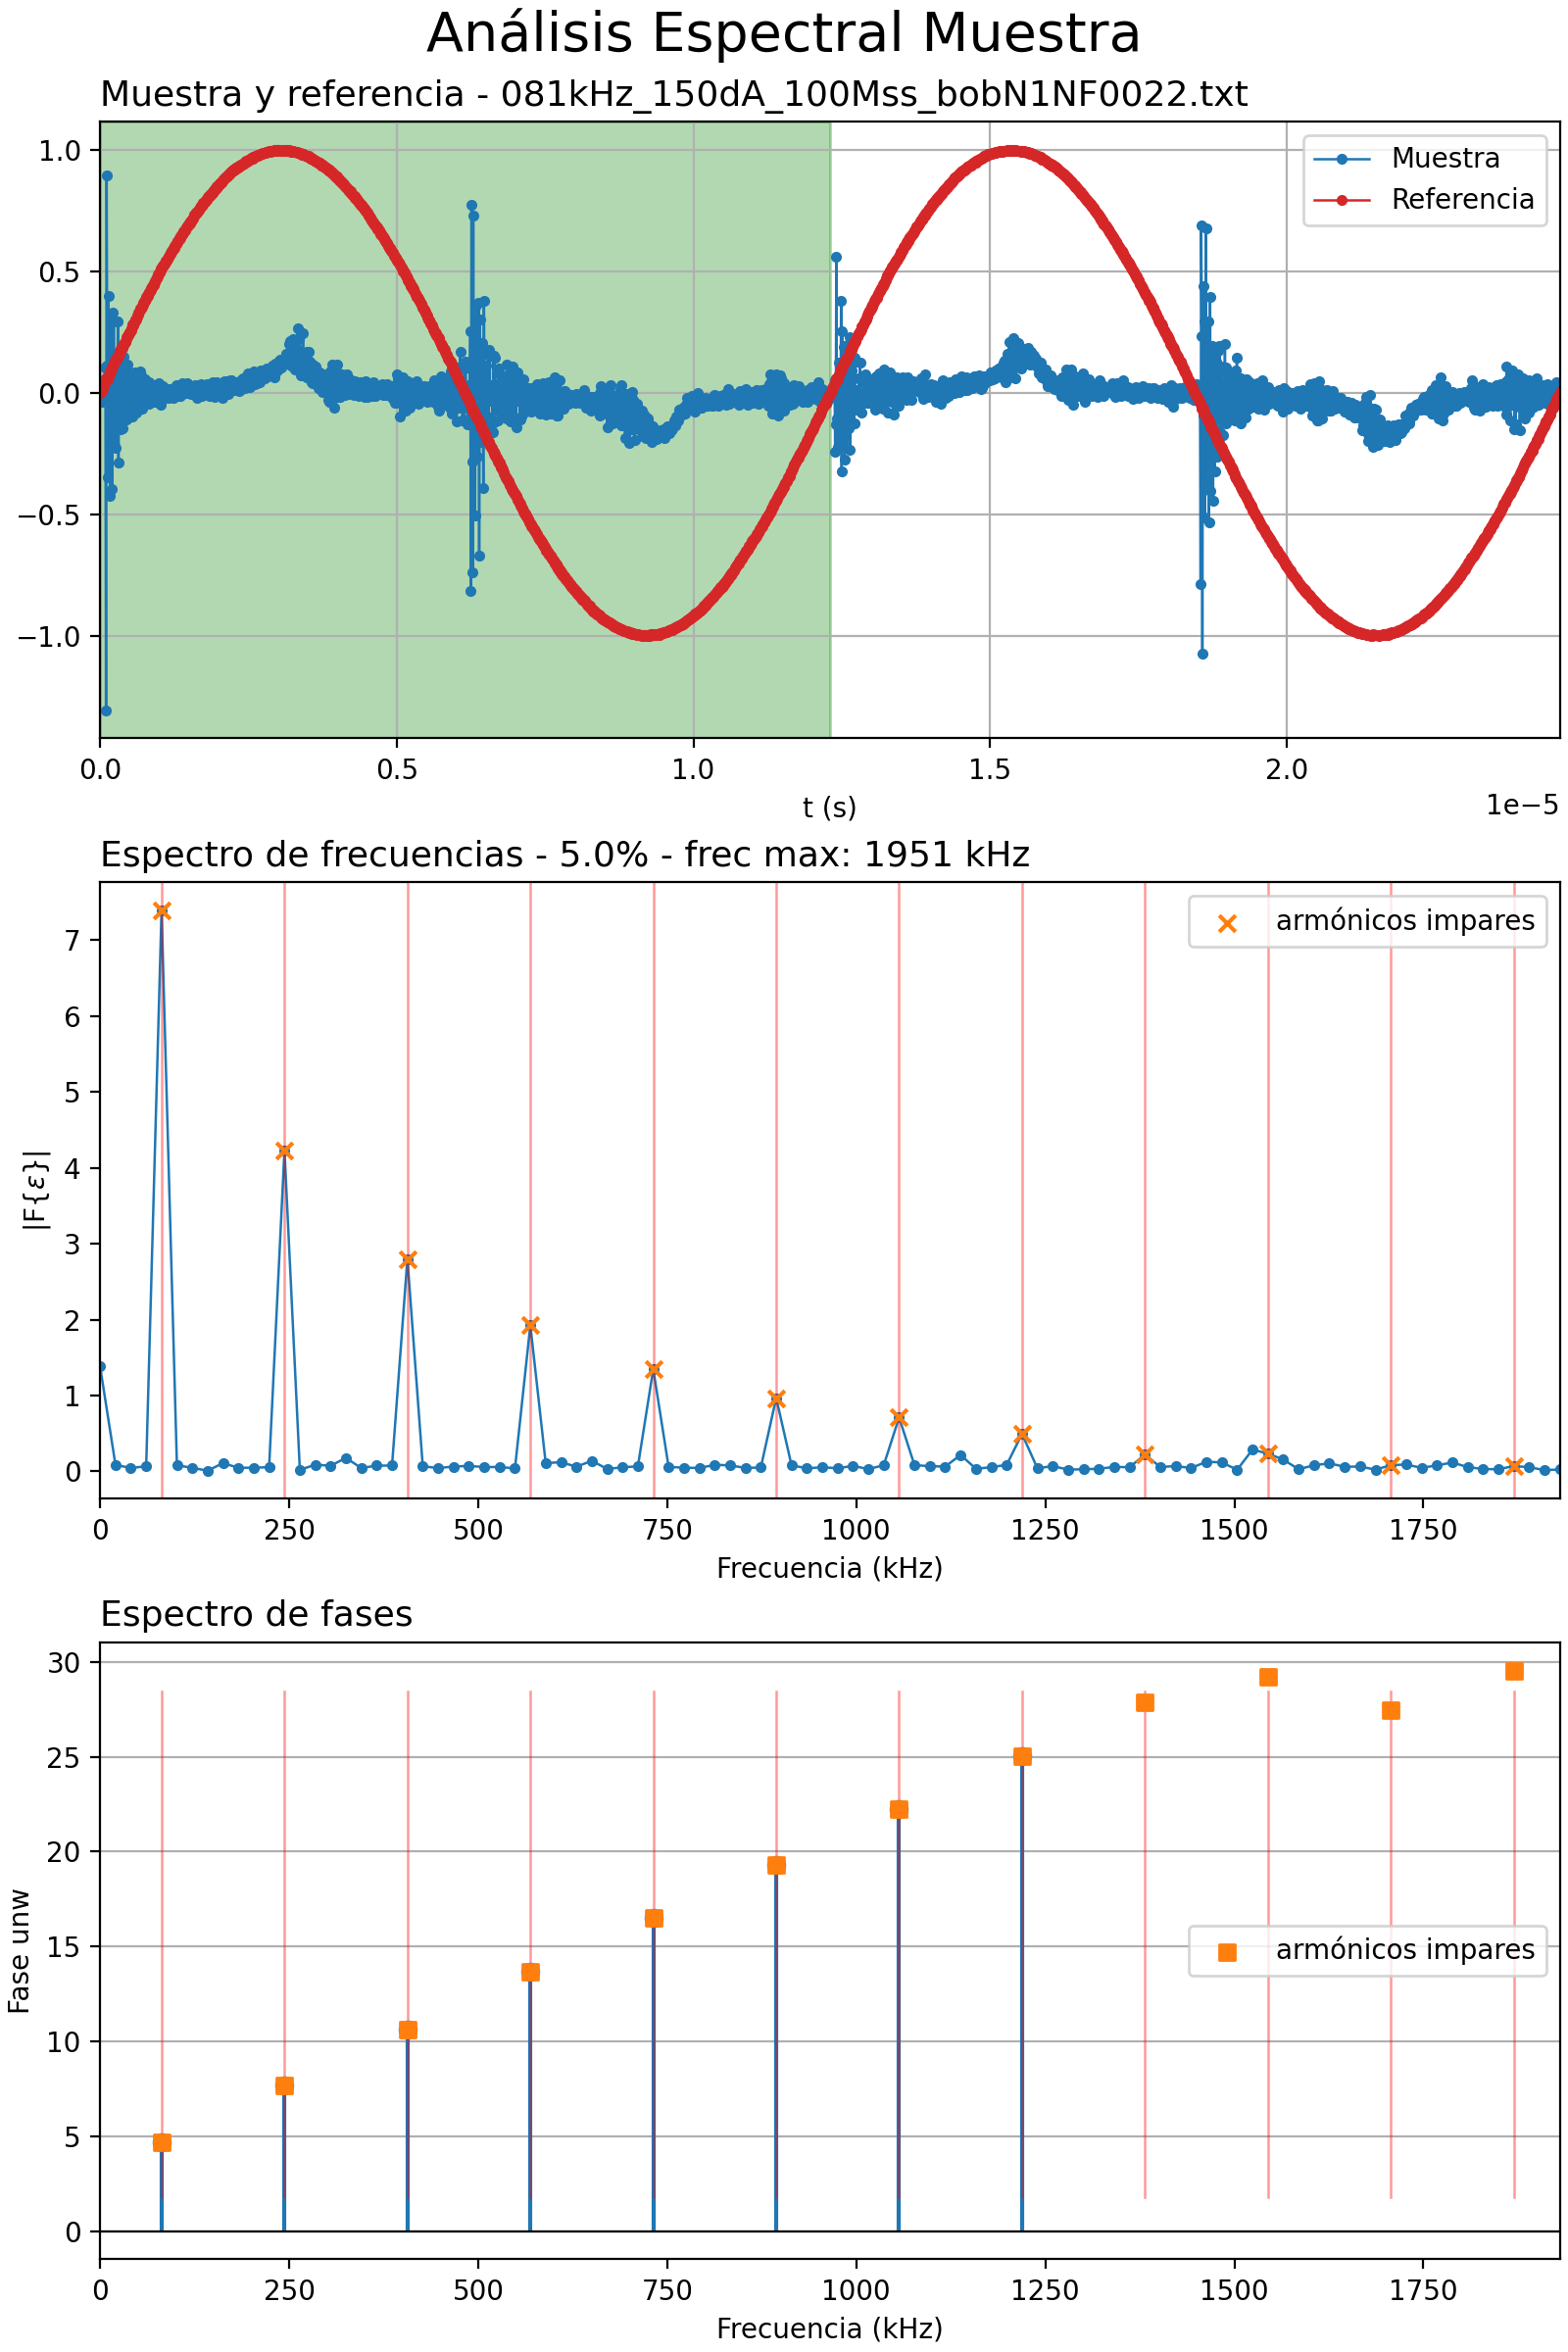 Análisis Espectral Muestra
Muestra y referencia - 081kHz_150dA_100Mss_bobN1NF0022.txt
Muestra
Referencia
1.0
0.5
0.0
−0.5
−1.0
0.0 0.5 1.0 1.5 2.0
t (s)
1e−5
Espectro de frecuencias - 5.0% - frec max: 1951 kHz
armónicos impares
|F{ε}|
7
6
5
4
3
2
1
0
0 250 500 750 1000 1250 1500 1750
Frecuencia (kHz)
Espectro de fases
armónicos impares
Fase unw
30
25
20
15
10
5
0
0 250 500 750 1000 1250 1500 1750
Frecuencia (kHz)